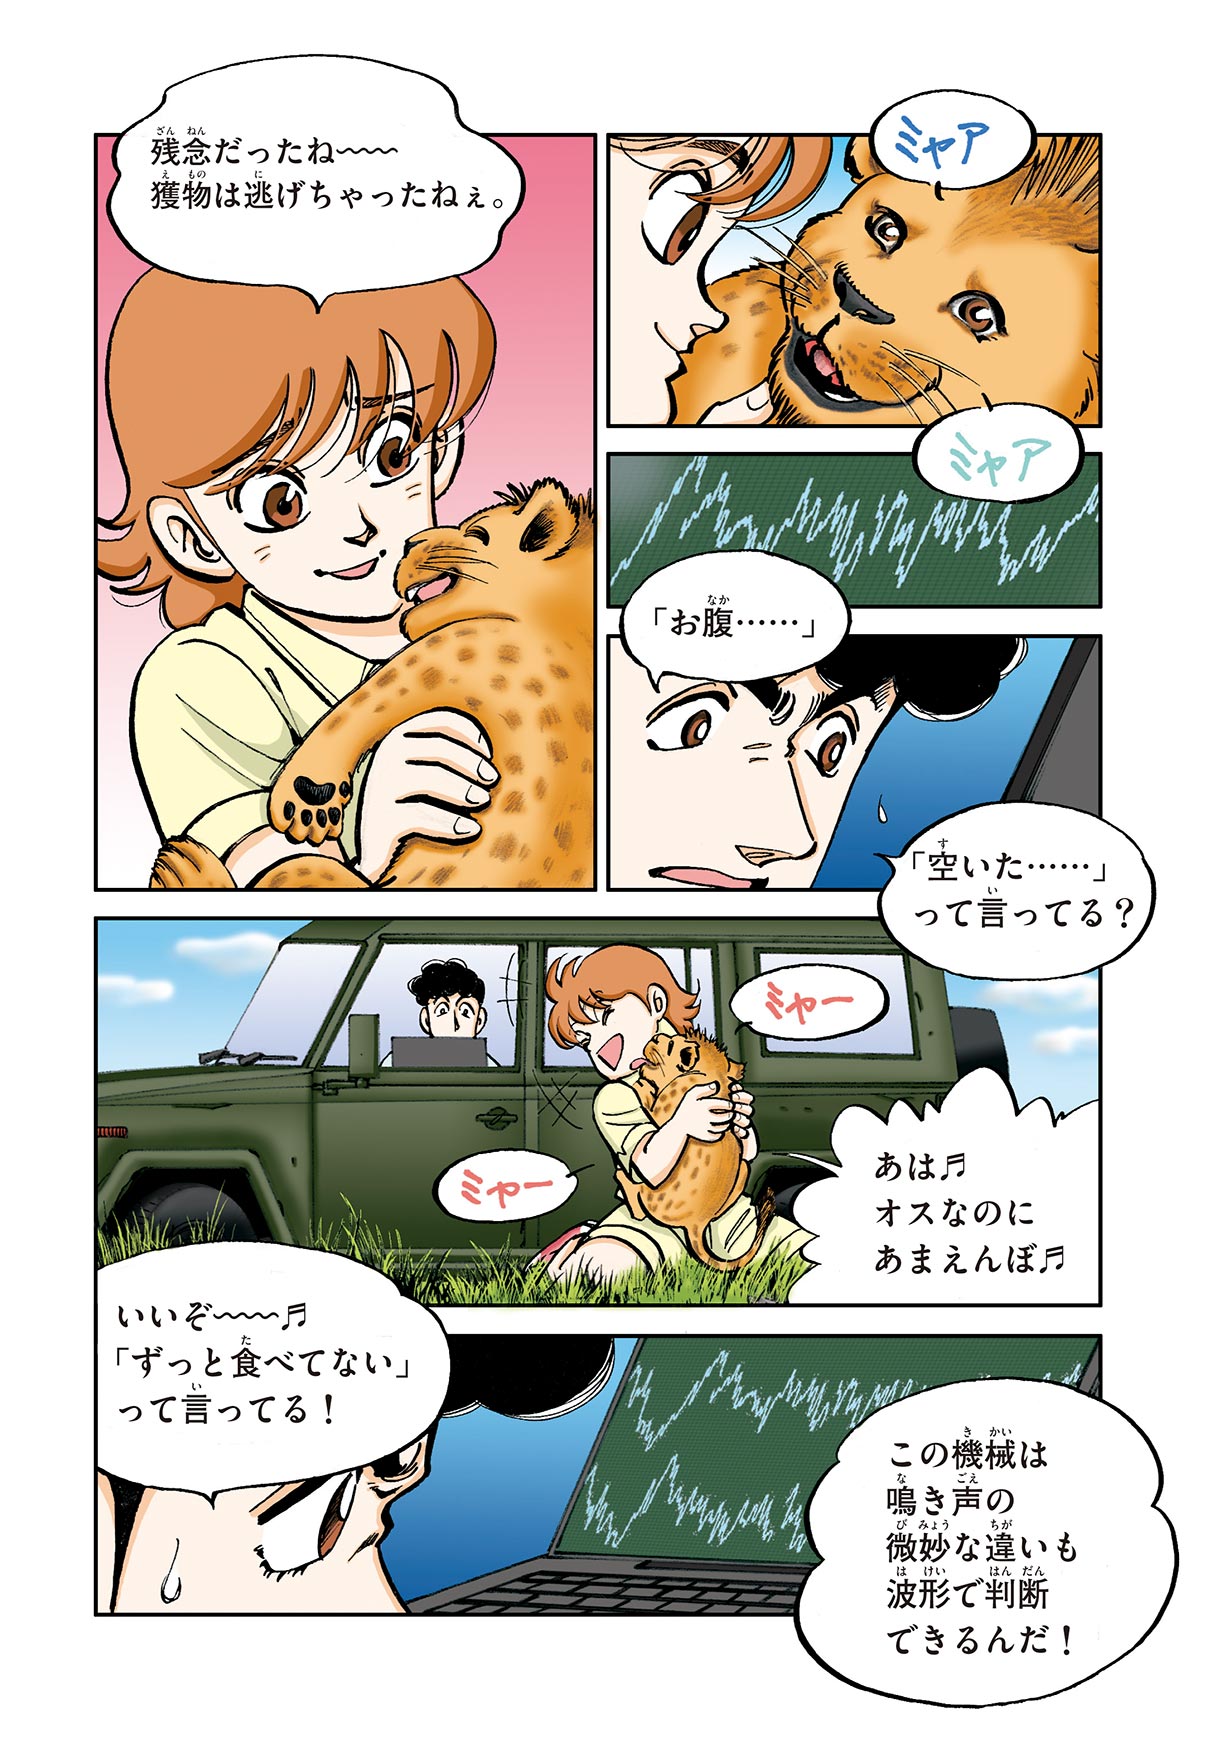 残念だったね〜〜
獲物は逃げちゃったねぇ。
ミャア
ミャア
「お腹……」
「空いた……」
って言ってる？
ミャー
ミャー
あは♬
オスなのに
あまえんぼ♬
いいぞ〜〜♬
「ずっと食べてない」
って言ってる！
この機械は
鳴き声の
微妙な違いも
波形で判断
できるんだ！